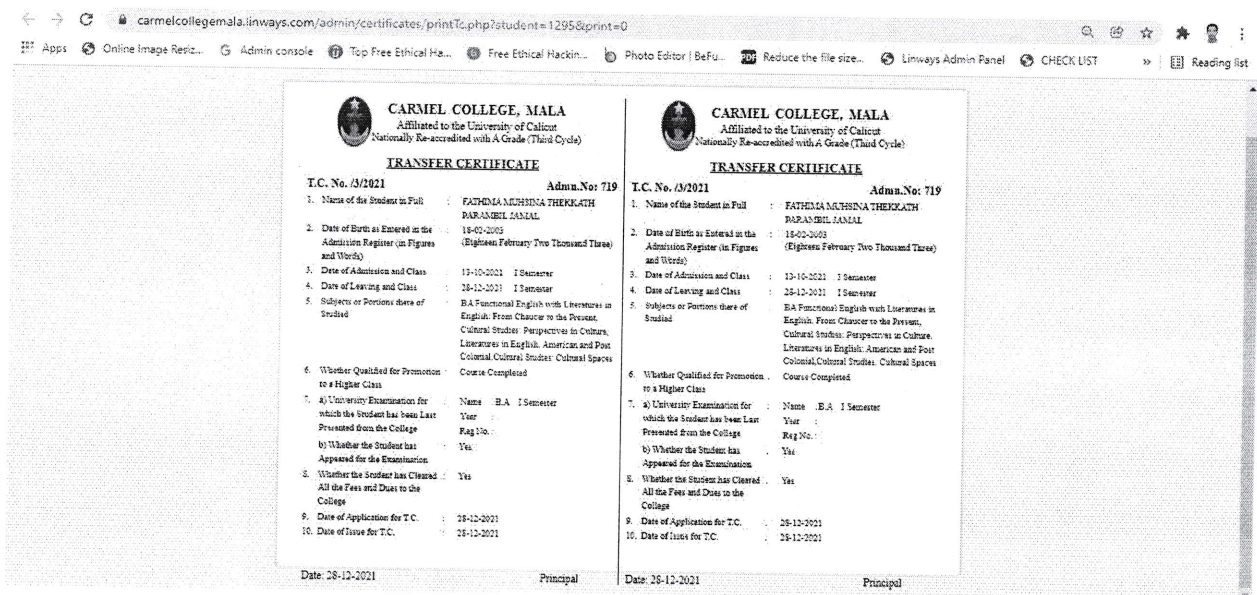 carmelcollegemala.linways.com/admin/certificates/printTc.php?student=1295&print=0
Apps Online Image Resiz... Admin console Top Free Ethical Ha... Free Ethical Hackin... Photo Editor | BeFu... PDF Reduce the file size... Linways Admin Panel CHECK LIST » Reading list
CARMEL COLLEGE, MALA
Affiliated to the University of Calicut
Nationally Re-accredited with A Grade (Third Cycle)
TRANSFER CERTIFICATE
T.C. No. /3/2021 Admn.No: 719
1. Name of the Student in Full : FATHIMA MUHSINA THEKKATH
PARAMBIL JAMAL
2. Date of Birth as Entered in the : 18-02-2003
Admission Register (in Figures (Eighteen February Two Thousand Three)
and Words)
3. Date of Admission and Class : 13-10-2021 I Semester
4. Date of Leaving and Class : 28-12-2021 I Semester
5. Subjects or Portions there of : BA Functional English with Literatures in
Studied English: From Chaucer to the Present,
Cultural Studies: Perspectives in Culture,
Literatures in English: American and Post
Colonial,Cultural Studies: Cultural Spaces
6. Whether Qualified for Promotion : Course Completed
to a Higher Class
7. a) University Examination for : Name : B.A I Semester
which the Student has been Last Year :
Presented from the College Reg No. :
b) Whether the Student has : Yes
Appeared for the Examination
8. Whether the Student has Cleared : Yes
All the Fees and Dues to the
College
9. Date of Application for T.C. : 28-12-2021
10. Date of Issue for T.C. : 28-12-2021
Date: 28-12-2021 Principal
CARMEL COLLEGE, MALA
Affiliated to the University of Calicut
Nationally Re-accredited with A Grade (Third Cycle)
TRANSFER CERTIFICATE
T.C. No. /3/2021 Admn.No: 719
1. Name of the Student in Full : FATHIMA MUHSINA THEKKATH
PARAMBIL JAMAL
2. Date of Birth as Entered in the : 18-02-2003
Admission Register (in Figures (Eighteen February Two Thousand Three)
and Words)
3. Date of Admission and Class : 13-10-2021 I Semester
4. Date of Leaving and Class : 28-12-2021 I Semester
5. Subjects or Portions there of : BA Functional English with Literatures in
Studied English: From Chaucer to the Present,
Cultural Studies: Perspectives in Culture,
Literatures in English: American and Post
Colonial,Cultural Studies: Cultural Spaces
6. Whether Qualified for Promotion : Course Completed
to a Higher Class
7. a) University Examination for : Name : B.A I Semester
which the Student has been Last Year :
Presented from the College Reg No. :
b) Whether the Student has : Yes
Appeared for the Examination
8. Whether the Student has Cleared : Yes
All the Fees and Dues to the
College
9. Date of Application for T.C. : 28-12-2021
10. Date of Issue for T.C. : 28-12-2021
Date: 28-12-2021 Principal